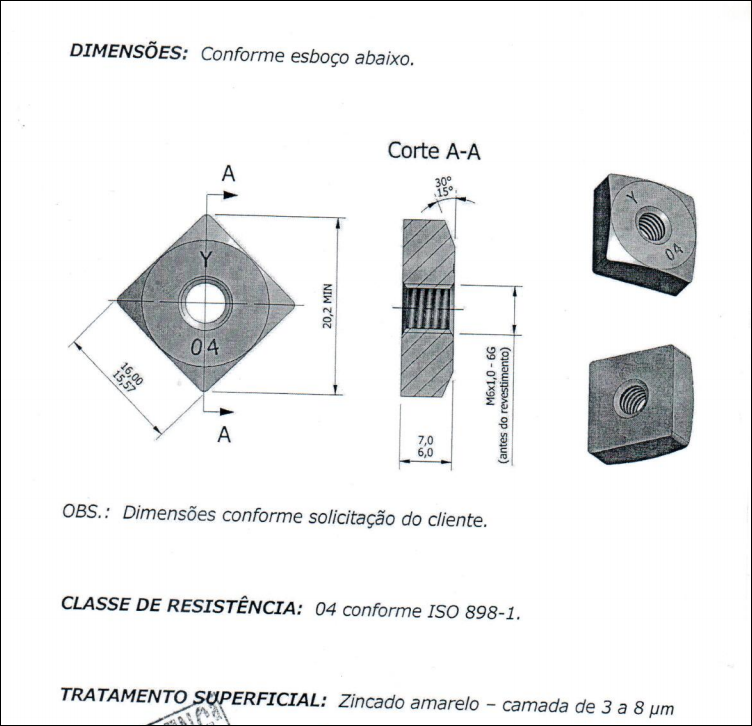 DIMENSÕES: Conforme esboço abaixo.
Corte A-A
A
30º
15º
Y
04
20,2 MIN
16,00
15,57
A
7,0
6,0
M6x1,0 - 6G
(antes do revestimento)
Y
04
OBS.: Dimensões conforme solicitação do cliente.
CLASSE DE RESISTÊNCIA: 04 conforme ISO 898-1.
TRATAMENTO SUPERFICIAL: Zincado amarelo – camada de 3 a 8 µm